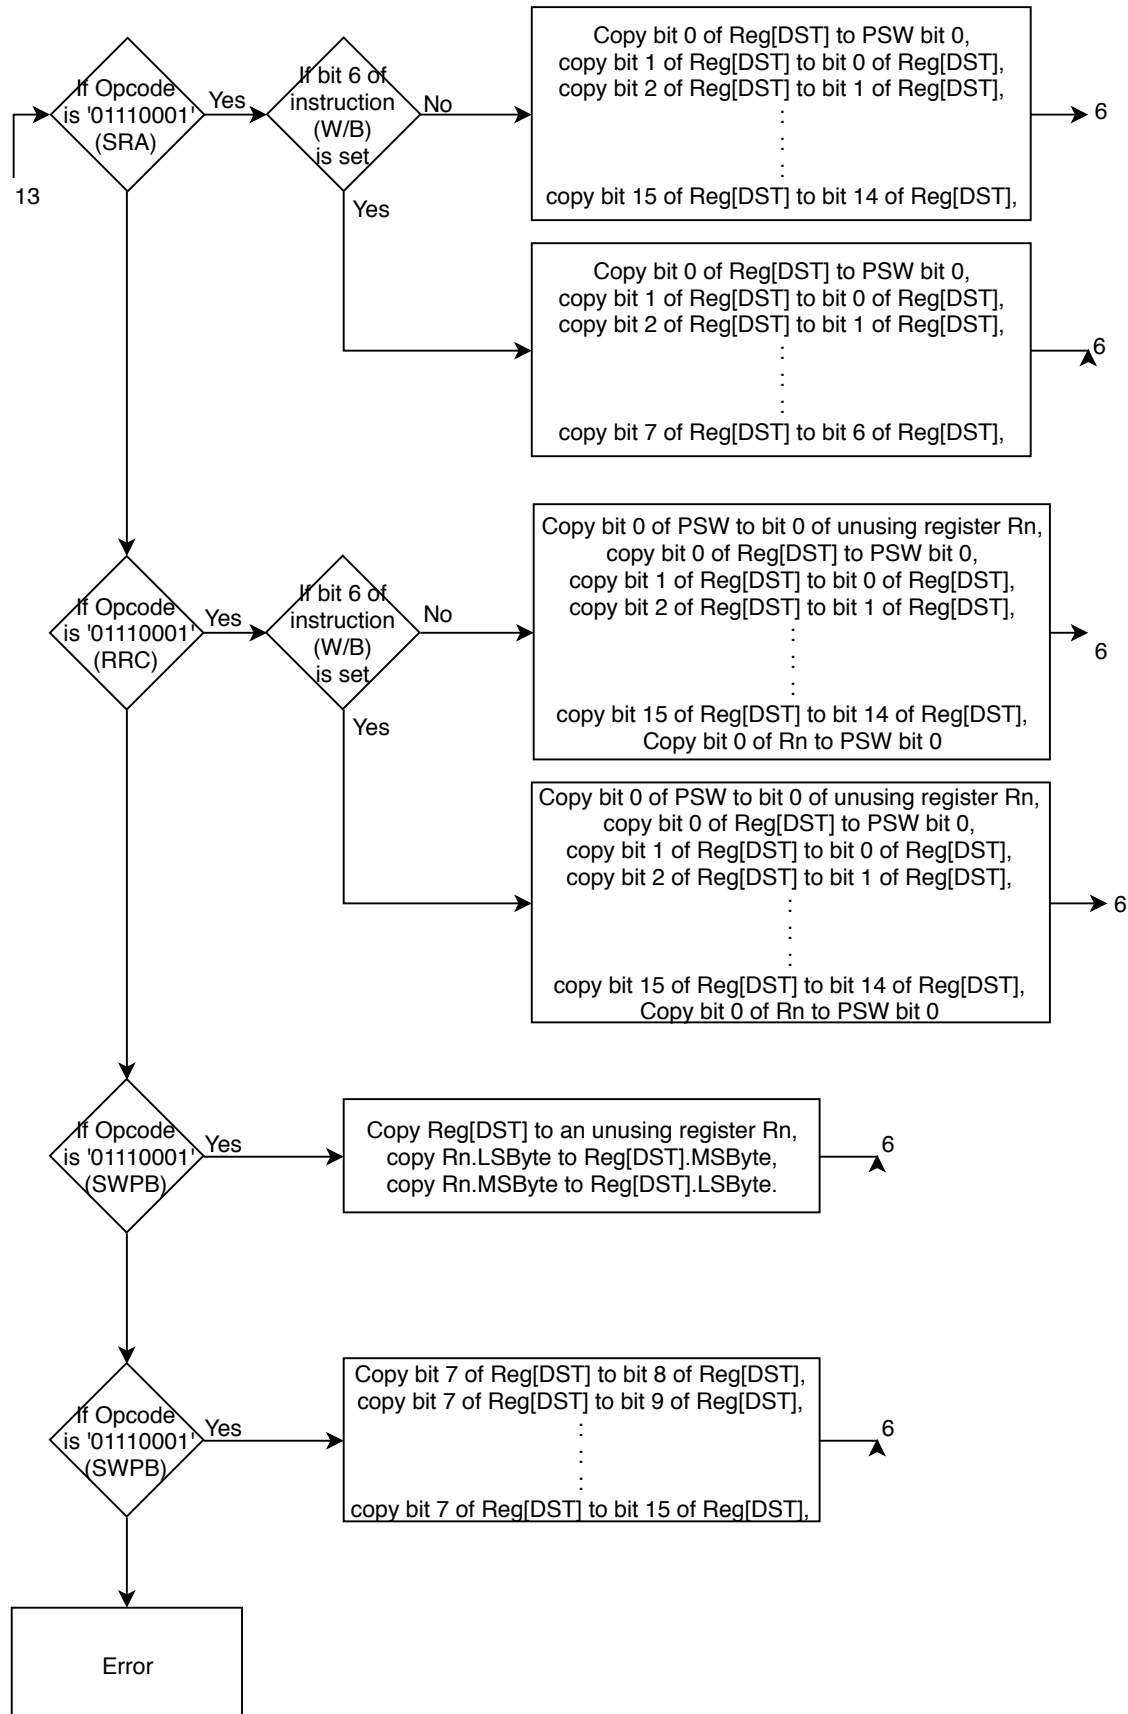 13
If Opcode
is '01110001'
(SRA)
Yes
If bit 6 of
instruction
(W/B)
is set
No
Copy bit 0 of Reg[DST] to PSW bit 0,
copy bit 1 of Reg[DST] to bit 0 of Reg[DST],
copy bit 2 of Reg[DST] to bit 1 of Reg[DST],
:
:
:
copy bit 15 of Reg[DST] to bit 14 of Reg[DST],
6
Yes
Copy bit 0 of Reg[DST] to PSW bit 0,
copy bit 1 of Reg[DST] to bit 0 of Reg[DST],
copy bit 2 of Reg[DST] to bit 1 of Reg[DST],
:
:
:
copy bit 7 of Reg[DST] to bit 6 of Reg[DST],
6
If Opcode
is '01110001'
(RRC)
Yes
If bit 6 of
instruction
(W/B)
is set
No
Copy bit 0 of PSW to bit 0 of unusing register Rn,
copy bit 0 of Reg[DST] to PSW bit 0,
copy bit 1 of Reg[DST] to bit 0 of Reg[DST],
copy bit 2 of Reg[DST] to bit 1 of Reg[DST],
:
:
:
copy bit 15 of Reg[DST] to bit 14 of Reg[DST],
Copy bit 0 of Rn to PSW bit 0
6
Yes
Copy bit 0 of PSW to bit 0 of unusing register Rn,
copy bit 0 of Reg[DST] to PSW bit 0,
copy bit 1 of Reg[DST] to bit 0 of Reg[DST],
copy bit 2 of Reg[DST] to bit 1 of Reg[DST],
:
:
:
copy bit 15 of Reg[DST] to bit 14 of Reg[DST],
Copy bit 0 of Rn to PSW bit 0
6
If Opcode
is '01110001'
(SWPB)
Yes
Copy Reg[DST] to an unusing register Rn,
copy Rn.LSByte to Reg[DST].MSByte,
copy Rn.MSByte to Reg[DST].LSByte.
6
If Opcode
is '01110001'
(SWPB)
Yes
Copy bit 7 of Reg[DST] to bit 8 of Reg[DST],
copy bit 7 of Reg[DST] to bit 9 of Reg[DST],
:
:
:
copy bit 7 of Reg[DST] to bit 15 of Reg[DST],
6
Error